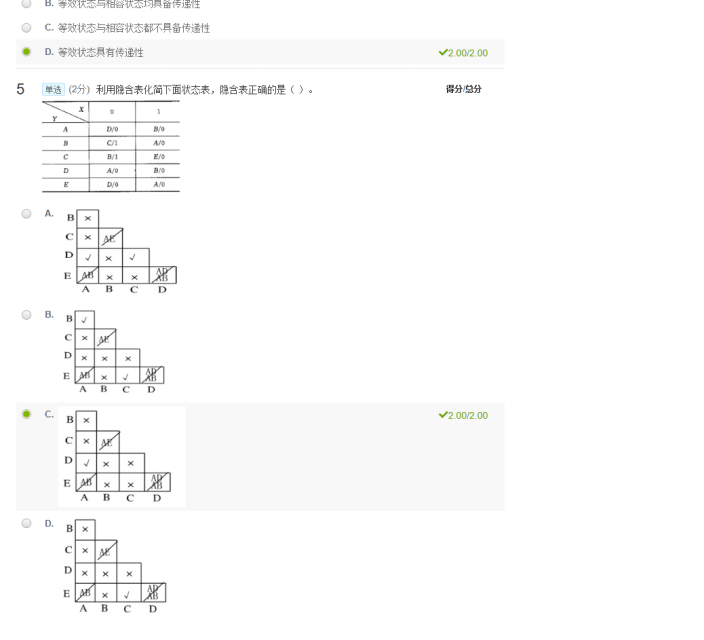 B. 等效状态与相容状态均具备传递性
C. 等效状态与相容状态都不具备传递性
D. 等效状态具有传递性
✔2.00/2.00
5 单选 (2分) 利用隐含表化简下面状态表，隐含表正确的是（ ）。
得分/总分
X 0 1
Y
A D/0 B/0
B C/1 A/0
C B/1 E/0
D A/0 B/0
E D/0 A/0
A.
B ×
C × AE
D √ × √
E AB × × AD AB
A B C D
B.
B √
C × AE
D × × ×
E AB × √ AD AB
A B C D
C.
✔2.00/2.00
B ×
C × AE
D √ × ×
E AB × × AD AB
A B C D
D.
B ×
C × AE
D × × ×
E AB × √ AD AB
A B C D